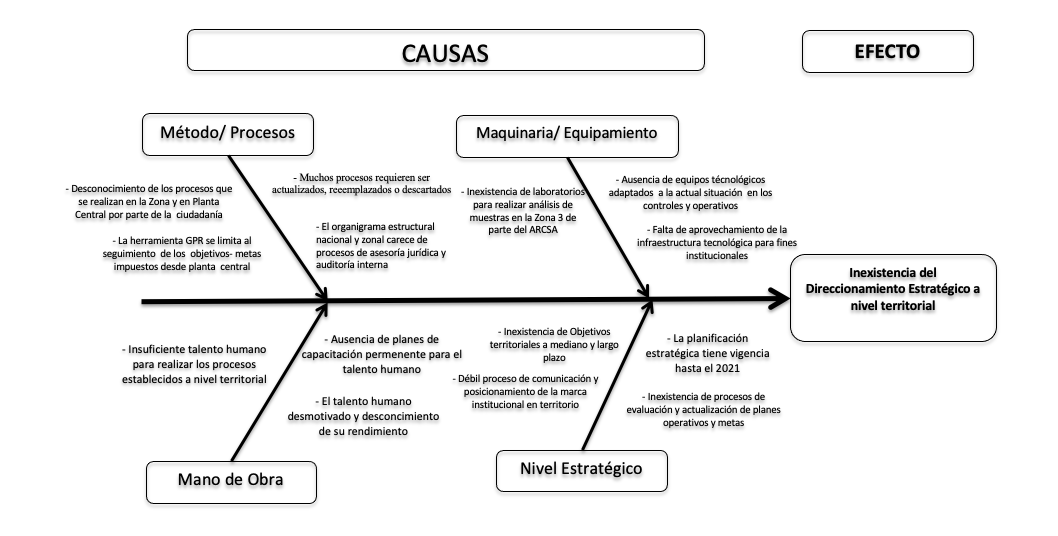 CAUSAS
EFECTO
Método/ Procesos
Maquinaria/ Equipamiento
- Desconocimiento de los procesos que
se realizan en la Zona y en Planta
Central por parte de la ciudadanía
- La herramienta GPR se limita al
seguimiento de los objetivos- metas
impuestos desde planta central
- Muchos procesos requieren ser
actualizados, reeemplazados o descartados
- El organigrama estructural
nacional y zonal carece de
procesos de asesoría jurídica y
auditoría interna
- Inexistencia de laboratorios
para realizar análisis de
muestras en la Zona 3 de
parte del ARCSA
- Ausencia de equipos técnológicos
adaptados a la actual situación en los
controles y operativos
- Falta de aprovechamiento de la
infraestructura tecnológica para fines
institucionales
Inexistencia del
Direccionamiento Estratégico a
nivel territorial
- Insuficiente talento humano
para realizar los procesos
establecidos a nivel territorial
- Ausencia de planes de
capacitación permenente para el
talento humano
- El talento humano
desmotivado y desconcimiento
de su rendimiento
- Inexistencia de Objetivos
territoriales a mediano y largo
plazo
- Débil proceso de comunicación y
posicionamiento de la marca
institucional en territorio
- La planificación
estratégica tiene vigencia
hasta el 2021
- Inexistencia de procesos de
evaluación y actualización de planes
operativos y metas
Mano de Obra
Nivel Estratégico